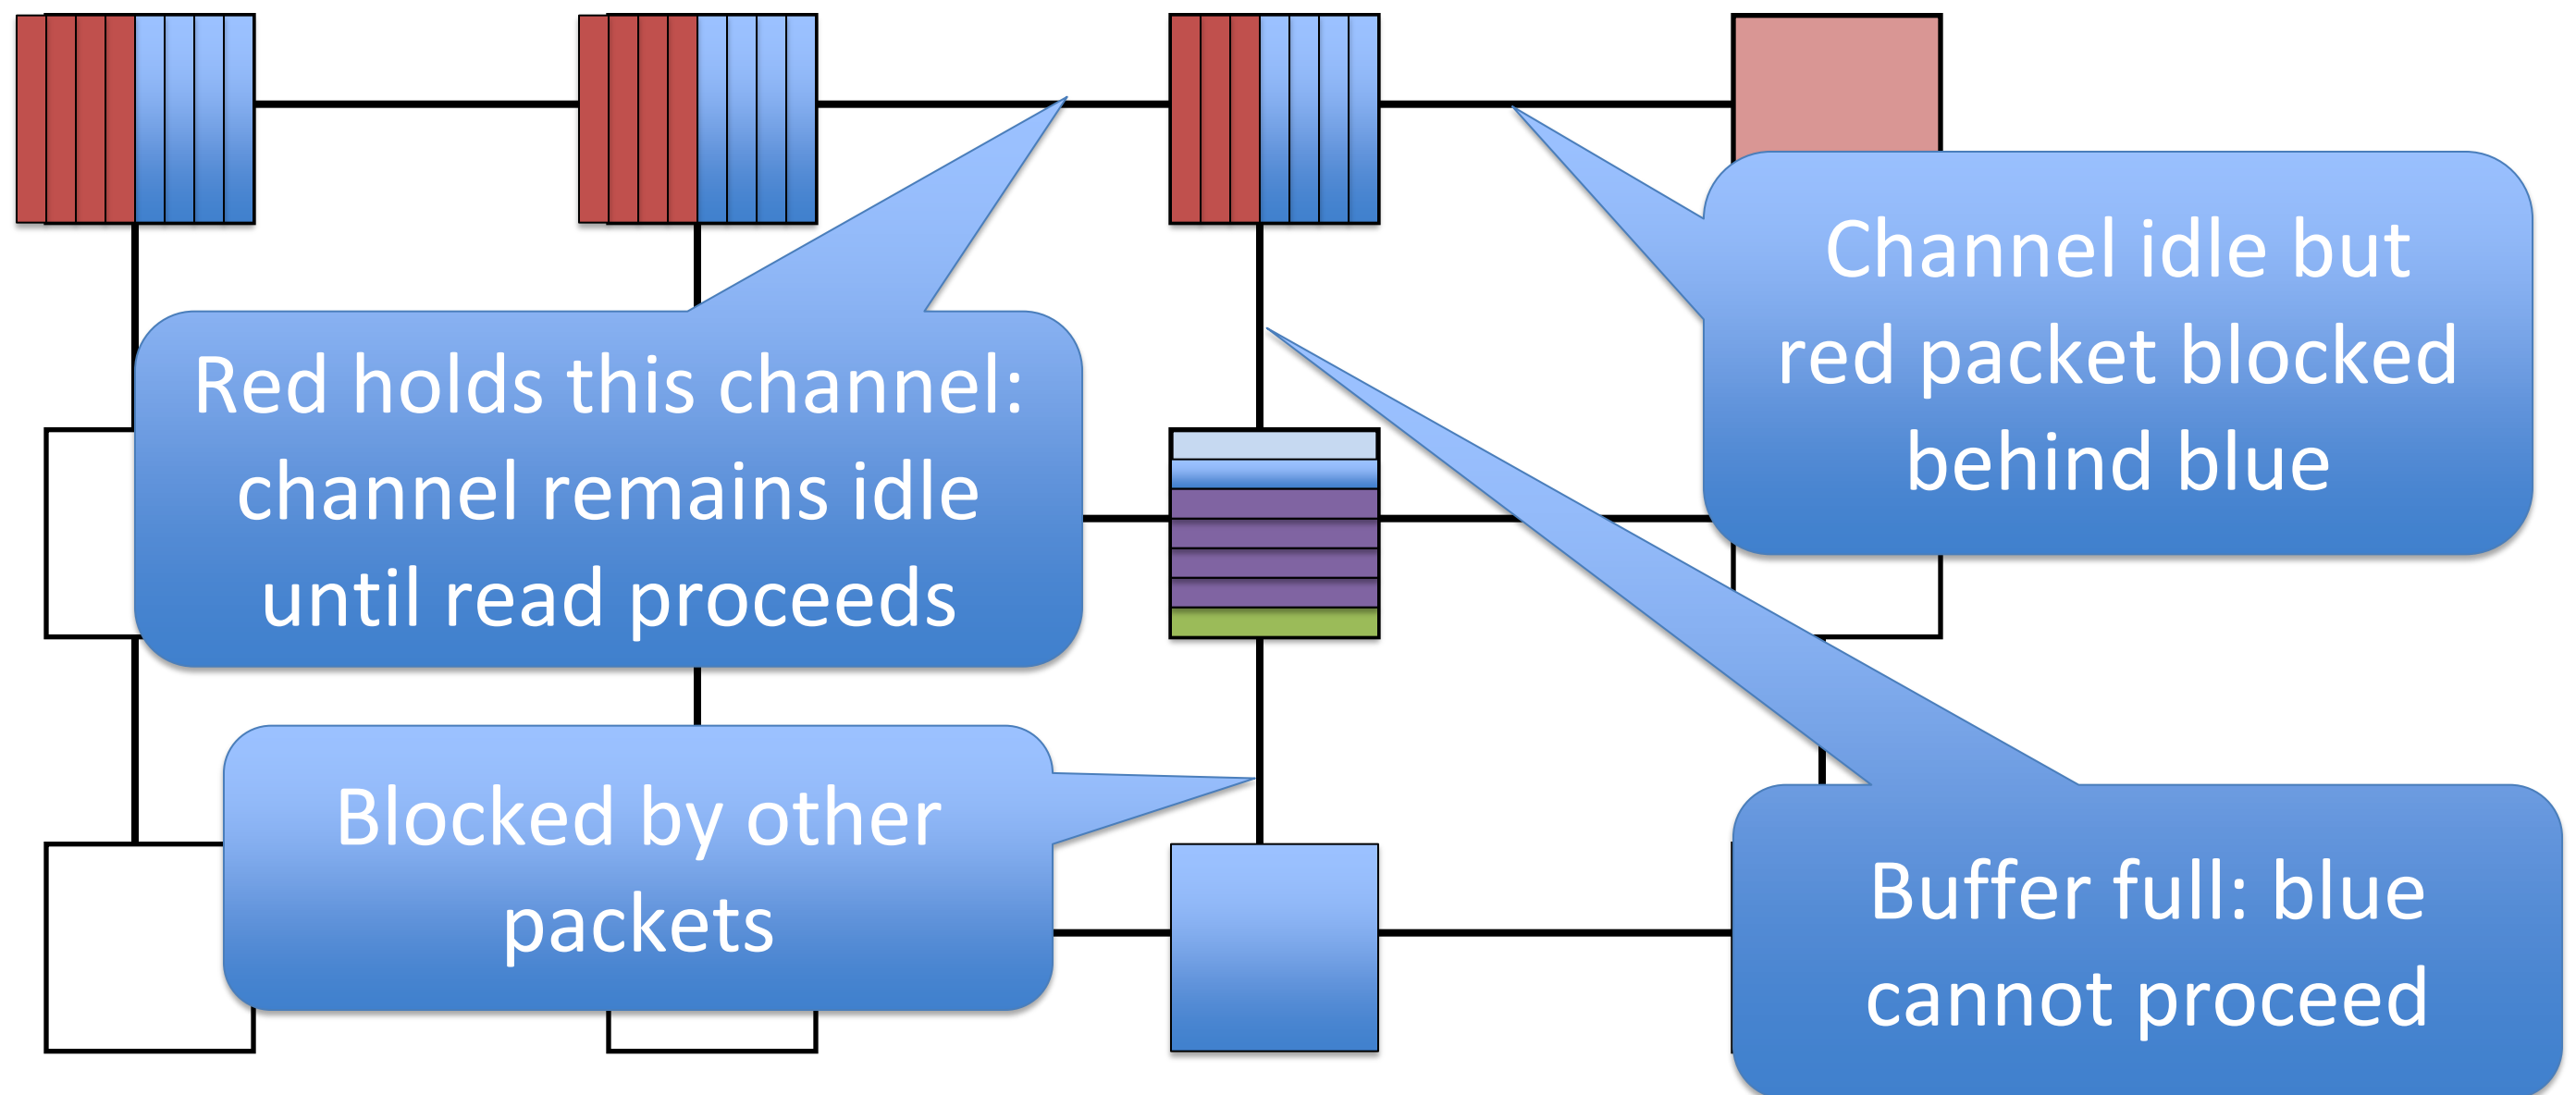 Channel idle but
red packet blocked
behind blue
Red holds this channel:
channel remains idle
until read proceeds
Blocked by other
packets
Buffer full: blue
cannot proceed